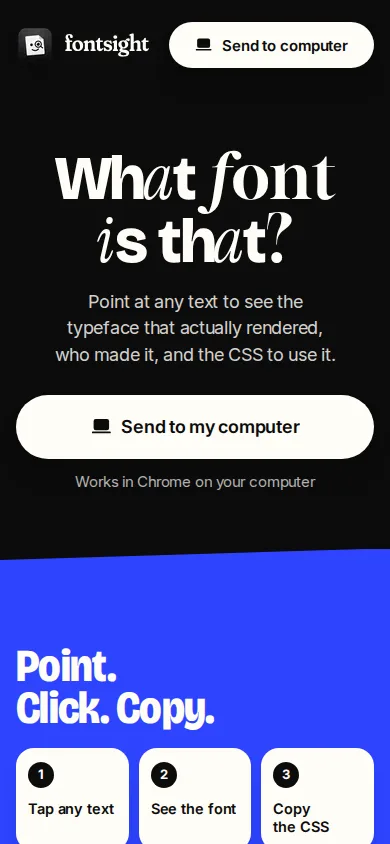 fontsight
Send to computer
What font
is that?
Point at any text to see the
typeface that actually rendered,
who made it, and the CSS to use it.
Send to my computer
Works in Chrome on your computer
Point.
Click. Copy.
1
Tap any text
2
See the font
3
Copy
the CSS